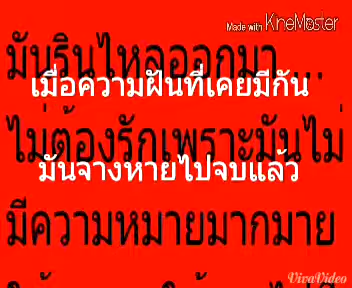 Made with KineMaster
มันรินไหลออกมา...
เมื่อความฝันที่เคยมีกัน
ไม่ต้องรักเพราะมันไม่
มันจางหายไปจบแล้ว
มีความหมายมากมาย
VivaVideo